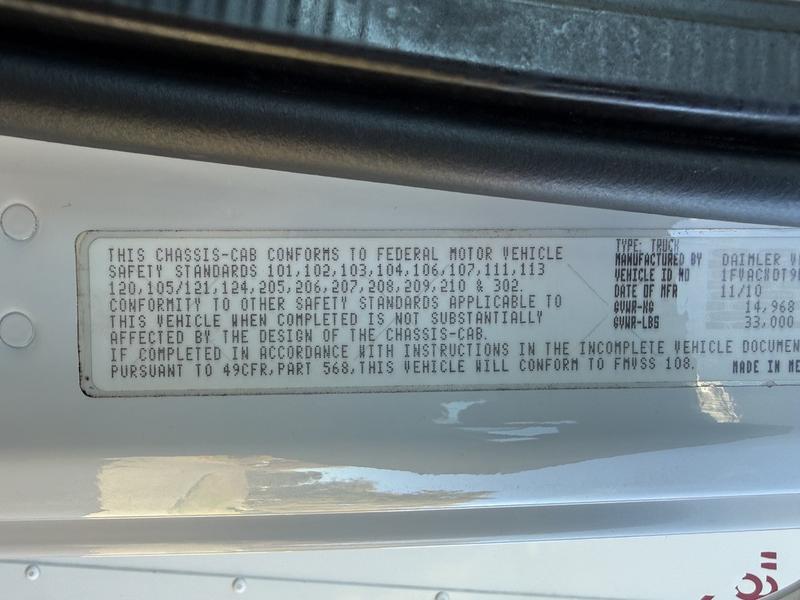 THIS CHASSIS-CAB CONFORMS TO FEDERAL MOTOR VEHICLE
SAFETY STANDARDS 101,102,103,104,106,107,111,113
120,105/121,124,205,206,207,208,209,210 & 302.
CONFORMITY TO OTHER SAFETY STANDARDS APPLICABLE TO
THIS VEHICLE WHEN COMPLETED IS NOT SUBSTANTIALLY
AFFECTED BY THE DESIGN OF THE CHASSIS-CAB.
IF COMPLETED IN ACCORDANCE WITH INSTRUCTIONS IN THE INCOMPLETE VEHICLE DOCUMEN
PURSUANT TO 49CFR,PART 568,THIS VEHICLE WILL CONFORM TO FMVSS 108.
TYPE: TRUCK
MANUFACTURED BY DAIMLER
VEHICLE ID NO 1FVACXDT9
DATE OF MFR 11/10
GVWR-KG 14,968
GVWR-LBS 33,000
MADE IN ME